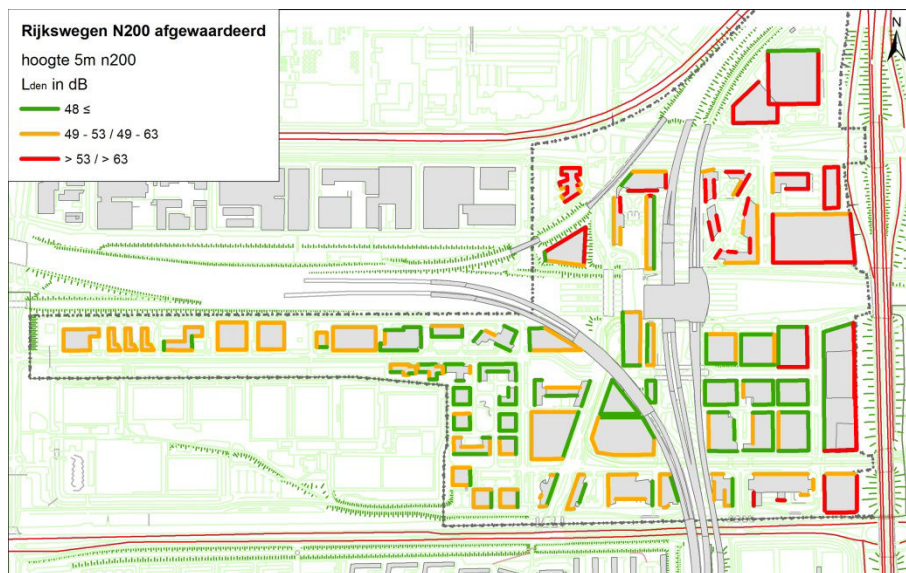 Rijkswegen N200 afgewaardeerd
hoogte 5m n200
Lden in dB
48 ≤
49 - 53 / 49 - 63
> 53 / > 63
N